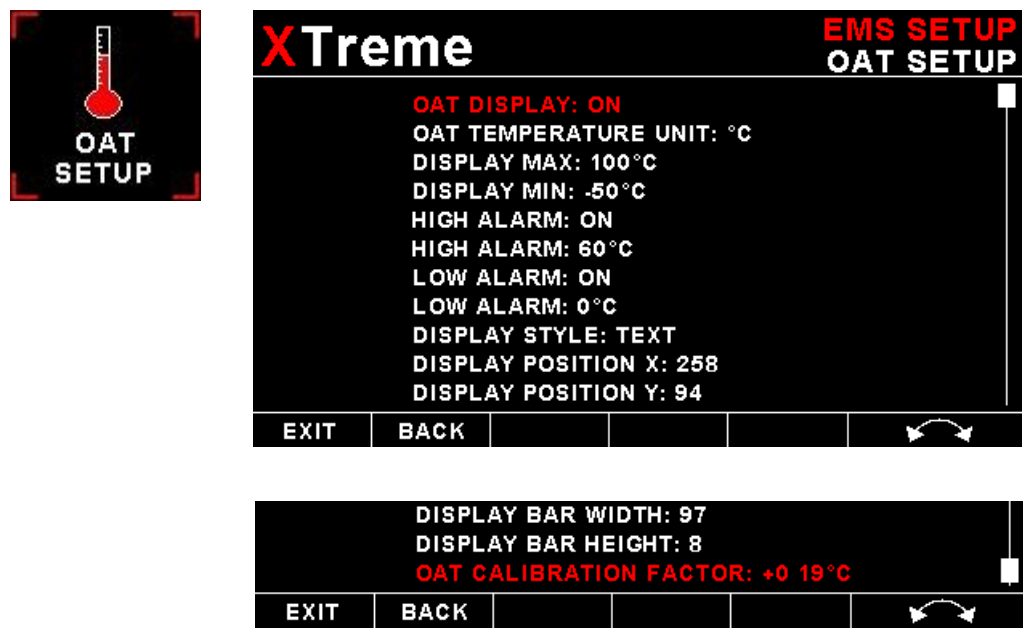 OAT
SETUP
XTreme
EMS SETUP
OAT SETUP
OAT DISPLAY: ON
OAT TEMPERATURE UNIT: °C
DISPLAY MAX: 100°C
DISPLAY MIN: -50°C
HIGH ALARM: ON
HIGH ALARM: 60°C
LOW ALARM: ON
LOW ALARM: 0°C
DISPLAY STYLE: TEXT
DISPLAY POSITION X: 258
DISPLAY POSITION Y: 94
EXIT BACK
DISPLAY BAR WIDTH: 97
DISPLAY BAR HEIGHT: 8
OAT CALIBRATION FACTOR: +0 19°C
EXIT BACK